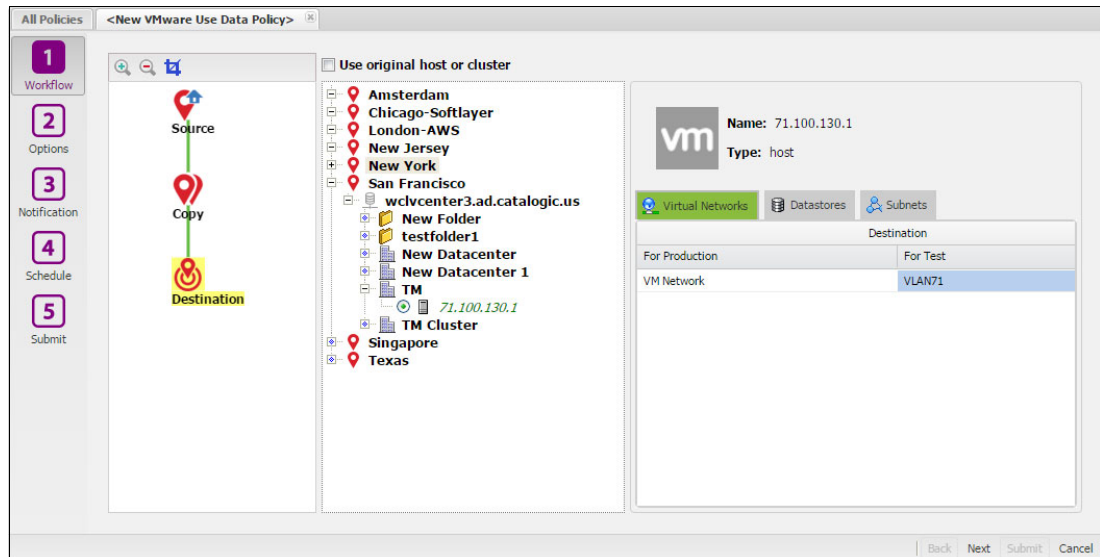 All Policies <New VMware Use Data Policy>
1
Workflow
2
Options
3
Notification
4
Schedule
5
Submit
Source
Copy
Destination
Use original host or cluster
Amsterdam
Chicago-Softlayer
London-AWS
New Jersey
New York
San Francisco
wclvcenter3.ad.catalogic.us
New Folder
testfolder1
New Datacenter
New Datacenter 1
TM
71.100.130.1
TM Cluster
Singapore
Texas
vm
Name: 71.100.130.1
Type: host
Virtual Networks Datastores Subnets
Destination
For Production For Test
VM Network VLAN71
Back Next Submit Cancel